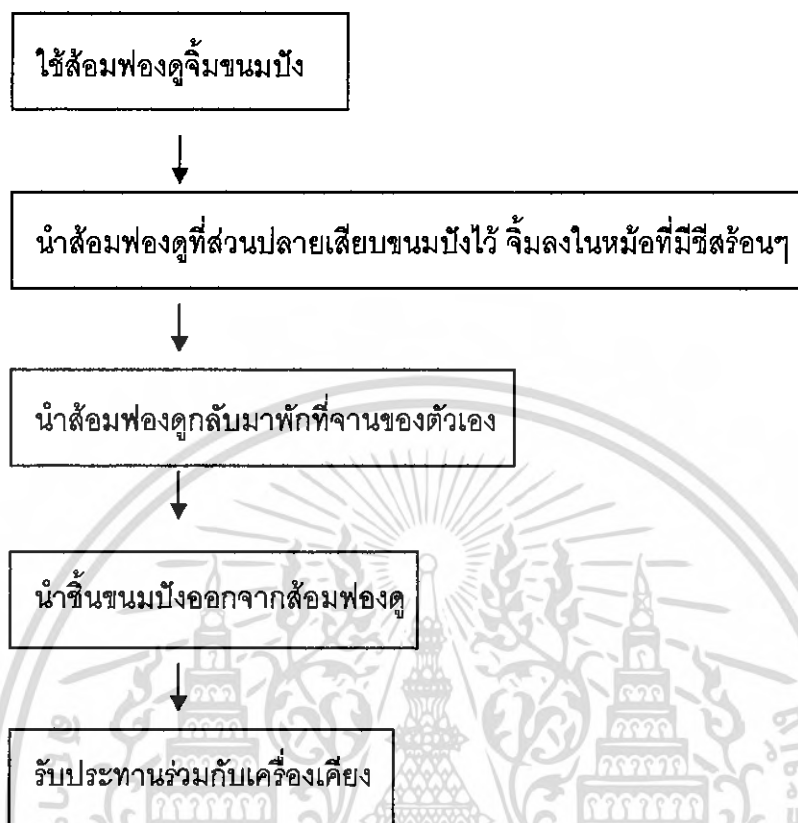 ใช้ส้อมฟองดูจิ้มขนมปัง
นำส้อมฟองดูที่ส่วนปลายเสียบขนมปังไว้ จิ้มลงในหม้อที่มีชีสร้อนๆ
นำส้อมฟองดูกลับมาพักที่จานของตัวเอง
นำชิ้นขนมปังออกจากส้อมฟองดู
รับประทานร่วมกับเครื่องเคียง